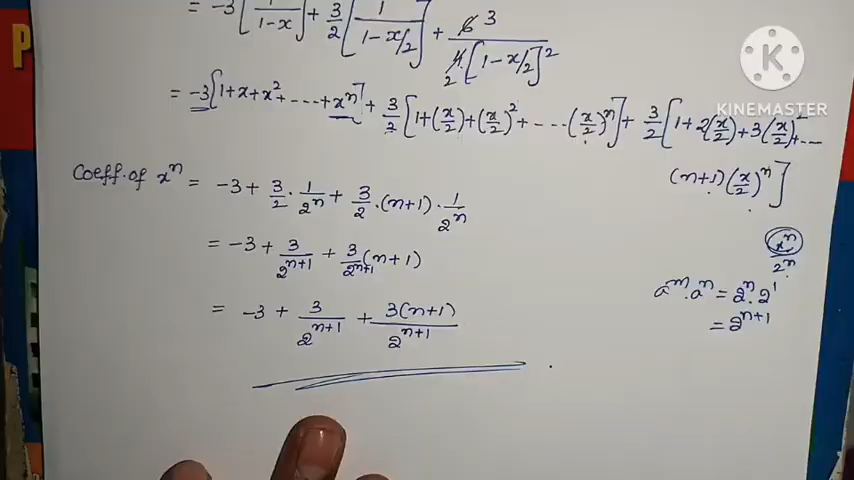 = -3[1/(1-x)] + 3/2[1/(1-x/2)] + 6 3/(4 2[1-x/2]^2)
= -3[1+x+x^2+----+x^n] + 3/2[1+(x/2)+(x/2)^2+---(x/2)^n] + 3/2[1+2(x/2)+3(x/2)^2+---
(n+1)(x/2)^n]
Coeff. of x^n = -3 + 3/2 · 1/2^n + 3/2 · (n+1) · 1/2^n
= -3 + 3/2^(n+1) + 3/2^(n+1) (n+1)
= -3 + 3/2^(n+1) + 3(n+1)/2^(n+1)
x^n/2^n
a^m · a^n = 2^n · 2^1
= 2^(n+1)
KINEMASTER